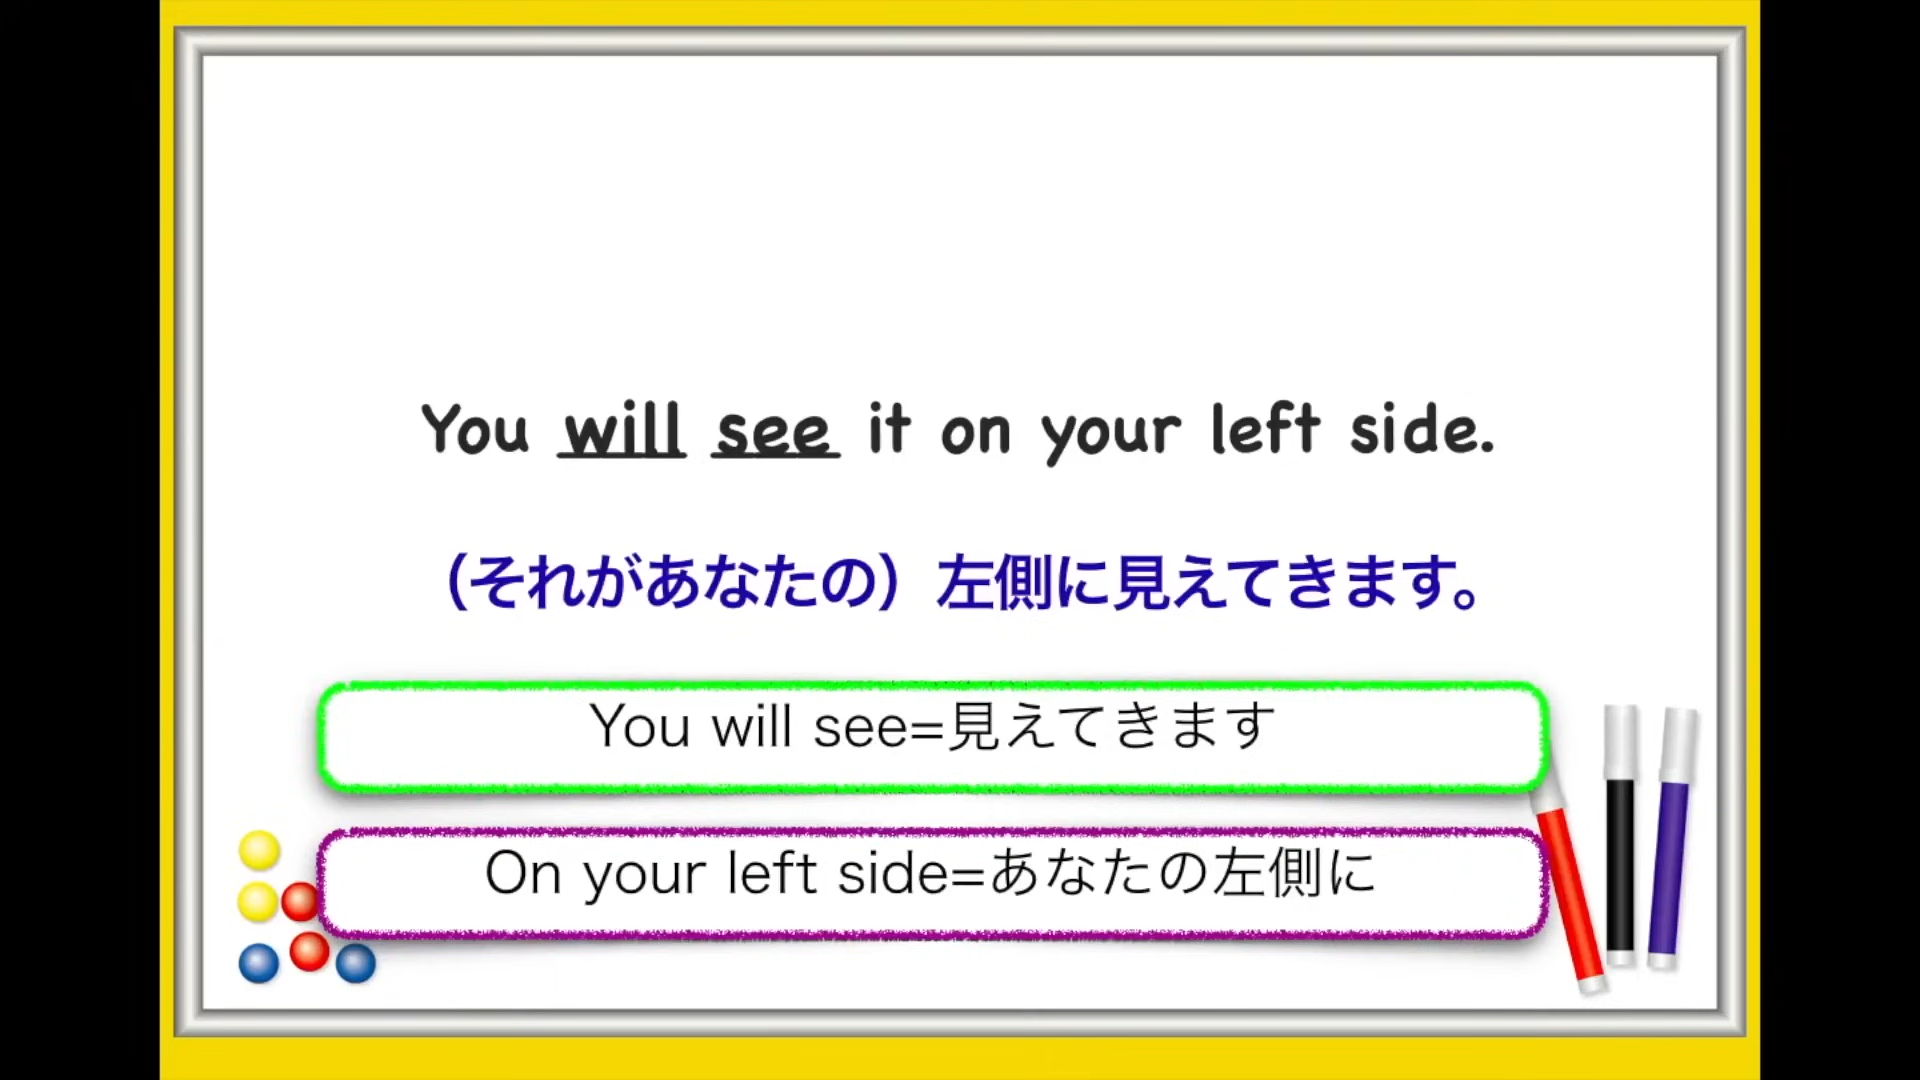 You will see it on your left side.
（それがあなたの）左側に見えてきます。
You will see=見えてきます
On your left side=あなたの左側に